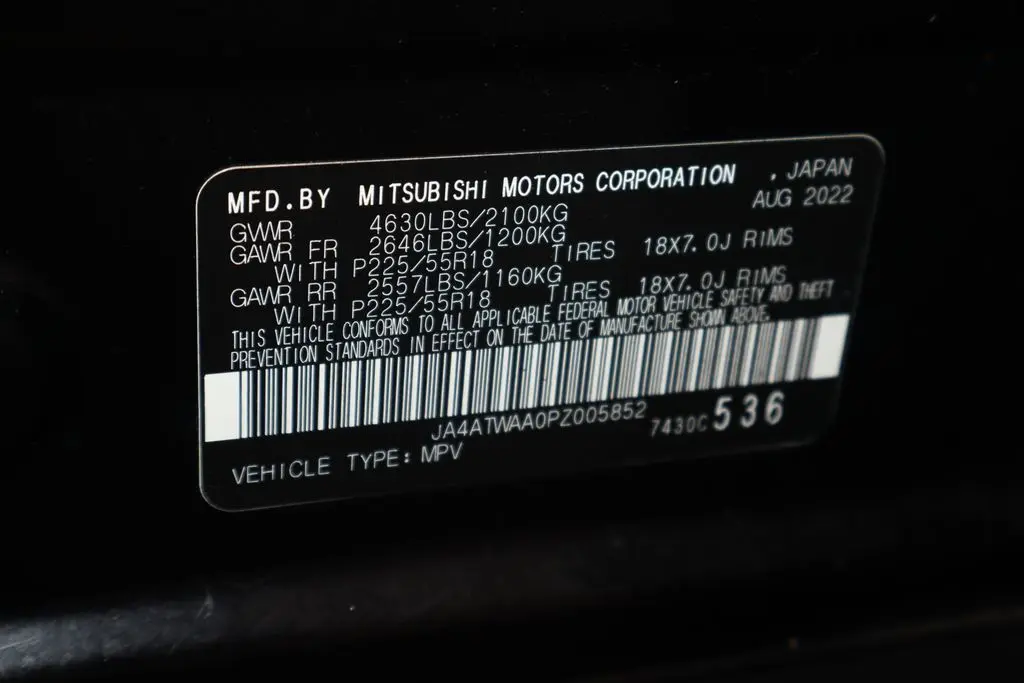 MFD.BY MITSUBISHI MOTORS CORPORATION , JAPAN
GVWR 4630LBS/2100KG AUG 2022
GAWR FR 2646LBS/1200KG
WITH P225/55R18 TIRES 18X7.0J RIMS
GAWR RR 2557LBS/1160KG
WITH P225/55R18 TIRES 18X7.0J RIMS
THIS VEHICLE CONFORMS TO ALL APPLICABLE FEDERAL MOTOR VEHICLE SAFETY AND THEFT
PREVENTION STANDARDS IN EFFECT ON THE DATE OF MANUFACTURE SHOWN ABOVE.
JA4ATWAA0PZ005852 7430C 536
VEHICLE TYPE: MPV